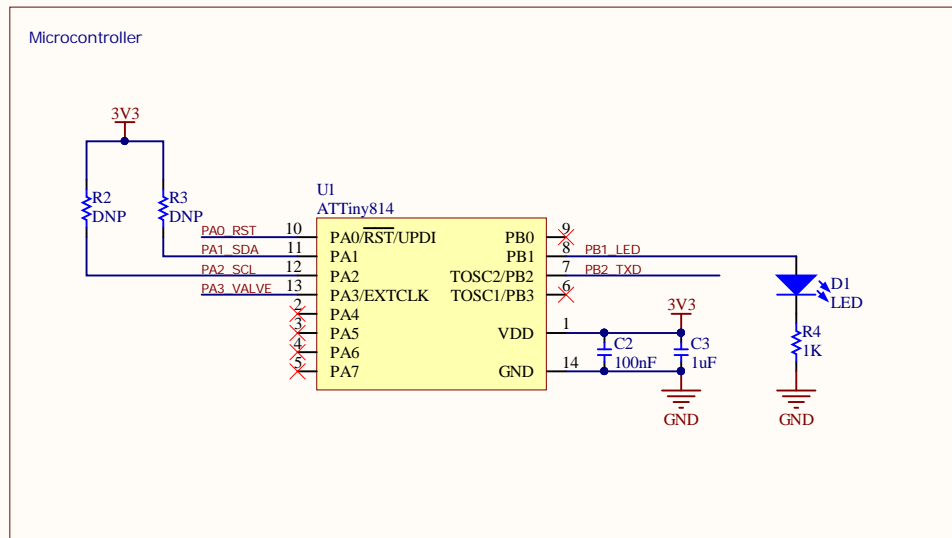 Microcontroller
3V3
R2
DNP
R3
DNP
U1
ATTiny814
PA0_RST
10
PA0/RST/UPDI
PB0
9
PA1_SDA
11
PA1
PB1
8
PB1_LED
PA2_SCL
12
PA2
TOSC2/PB2
7
PB2_TXD
PA3_VALVE
13
PA3/EXTCLK
TOSC1/PB3
6
2
PA4
3
PA5
VDD
1
4
PA6
5
PA7
GND
14
3V3
C2
100nF
C3
1uF
GND
D1
LED
R4
1K
GND